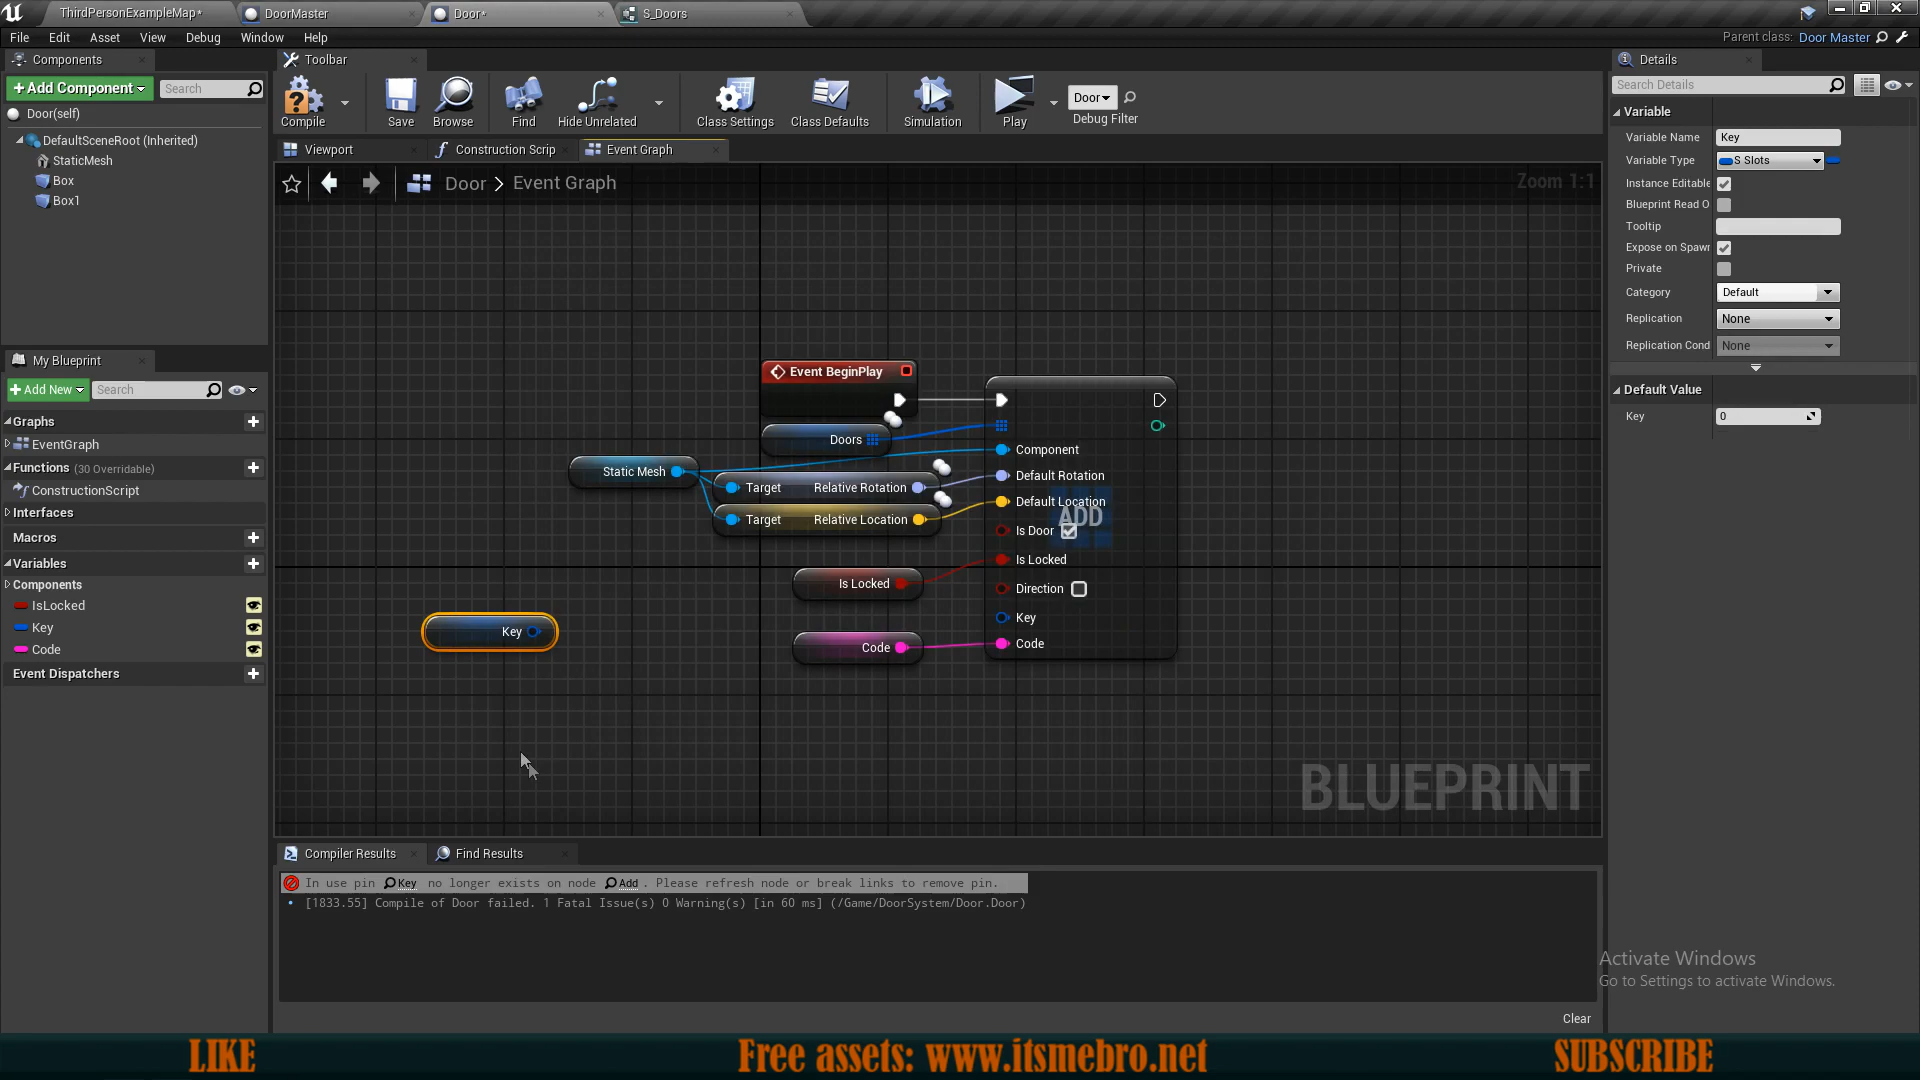 ThirdPersonExampleMap*
DoorMaster
Door*
S_Doors
File Edit Asset View Debug Window Help
Parent class: Door Master
Components
Toolbar
Details
+Add Component
Search
Compile
Save
Browse
Find
Hide Unrelated
Class Settings
Class Defaults
Simulation
Play
Door
Debug Filter
Search Details
Door(self)
DefaultSceneRoot (Inherited)
StaticMesh
Box
Box1
Viewport
Construction Scrip
Event Graph
Door > Event Graph
Zoom 1:1
Variable
Variable Name Key
Variable Type S Slots
Instance Editable
Blueprint Read O
Tooltip
Expose on Spawn
Private
Category Default
Replication None
Replication Cond None
Default Value
Key 0
My Blueprint
+Add New
Search
Graphs
EventGraph
Functions (30 Overridable)
ConstructionScript
Interfaces
Macros
Variables
Components
IsLocked
Key
Code
Event Dispatchers
Event BeginPlay
Doors
Static Mesh
Target Relative Rotation
Target Relative Location
Is Locked
Key
Code
Component
Default Rotation
Default Location
ADD
Is Door
Is Locked
Direction
Key
Code
BLUEPRINT
Compiler Results
Find Results
In use pin Key no longer exists on node Add . Please refresh node or break links to remove pin.
[1833.55] Compile of Door failed. 1 Fatal Issue(s) 0 Warning(s) [in 60 ms] (/Game/DoorSystem/Door.Door)
Clear
Activate Windows
Go to Settings to activate Windows.
LIKE
Free assets: www.itsmebro.net
SUBSCRIBE